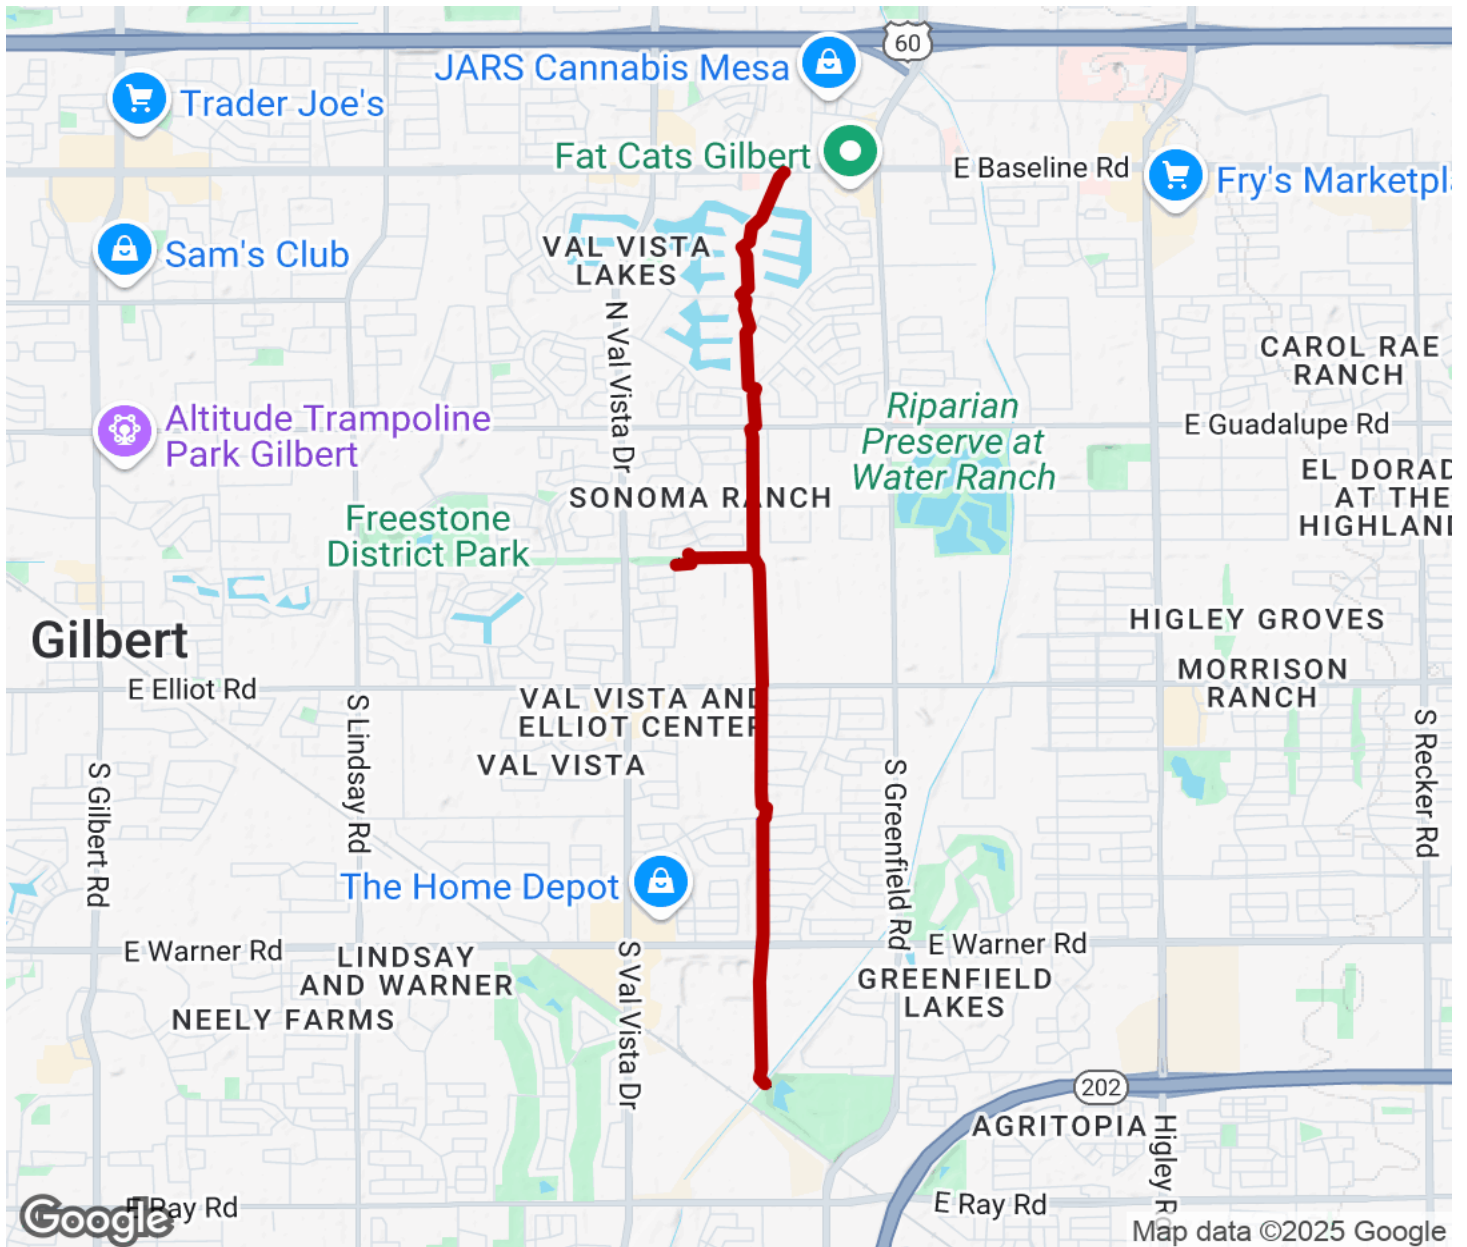 60
JARS Cannabis Mesa
Trader Joe's
Fat Cats Gilbert
E Baseline Rd
Fry's Marketpl
Sam's Club
VAL VISTA
LAKES
N Val Vista Dr
CAROL RAE
RANCH
Riparian
Preserve at
Water Ranch
Altitude Trampoline
Park Gilbert
E Guadalupe Rd
EL DORAD
AT THE
HIGHLAND
SONOMA RANCH
Freestone
District Park
Gilbert
HIGLEY GROVES
MORRISON
RANCH
E Elliot Rd
VAL VISTA AND
ELLIOT CENTER
VAL VISTA
S Lindsay Rd
S Gilbert Rd
S Greenfield Rd
S Recker Rd
The Home Depot
E Warner Rd
LINDSAY
AND WARNER
NEELY FARMS
S Val Vista Dr
E Warner Rd
GREENFIELD
LAKES
202
AGRITOPIA
Higley R
E Ray Rd
E Ray Rd
Google
Map data ©2025 Google